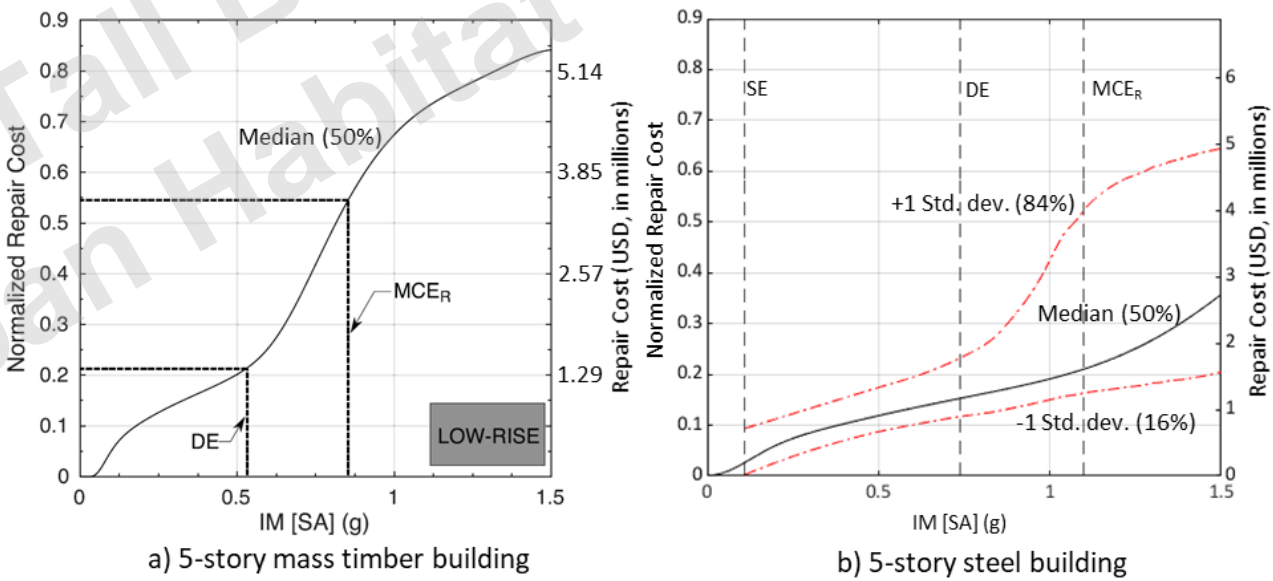 Tall B
an Habitat
0.9
0.8
0.7
0.6
0.5
0.4
0.3
0.2
0.1
0
Normalized Repair Cost
Median (50%)
MCER
DE
LOW-RISE
5.14
3.85
2.57
1.29
Repair Cost (USD, in millions)
0 0.5 1 1.5
IM [SA] (g)
a) 5-story mass timber building
0.9
0.8
0.7
0.6
0.5
0.4
0.3
0.2
0.1
0
Normalized Repair Cost
SE
DE
MCER
+1 Std. dev. (84%)
Median (50%)
-1 Std. dev. (16%)
6
5
4
3
2
1
0
Repair Cost (USD, in millions)
0 0.5 1 1.5
IM [SA] (g)
b) 5-story steel building